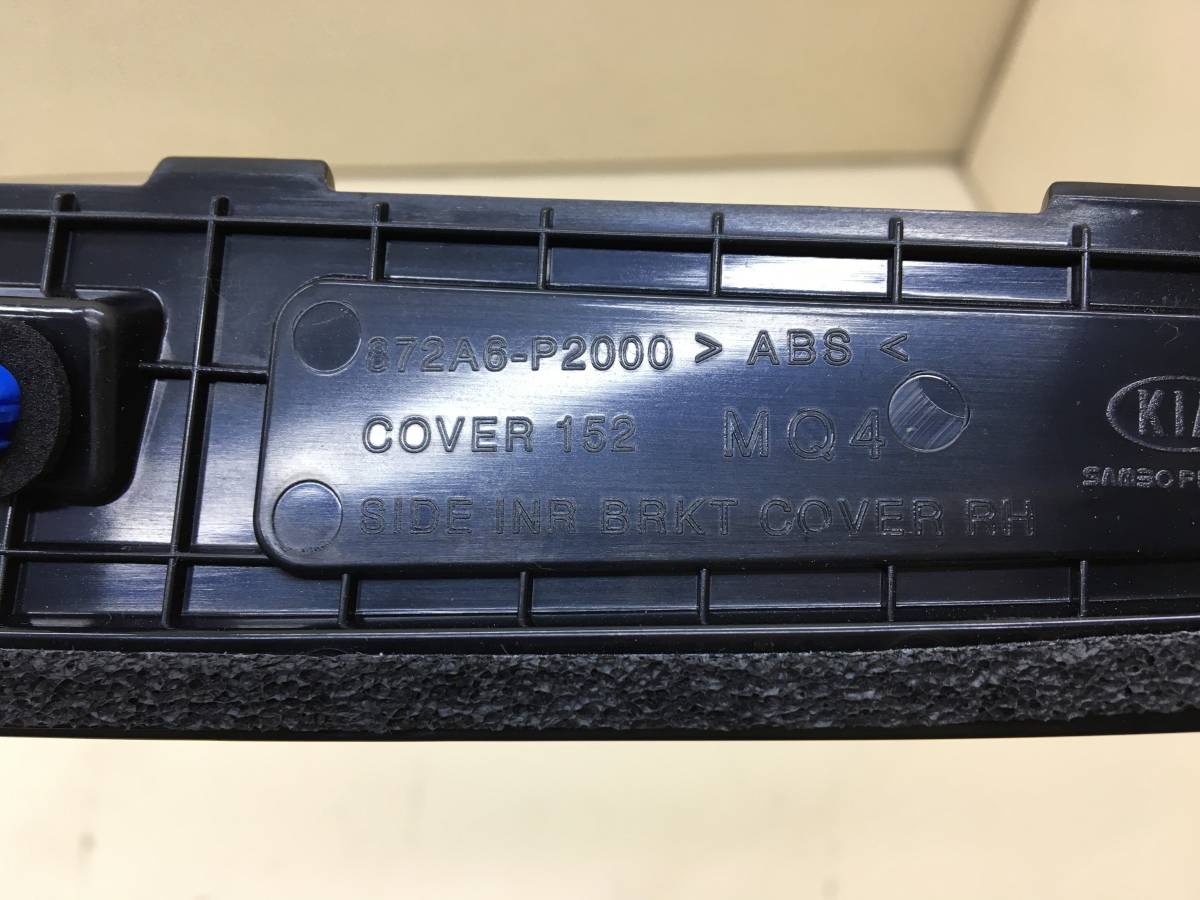 872A6-P2000 > ABS <
COVER 152 MQ4
SIDE INR BRKT COVER RH
KIA